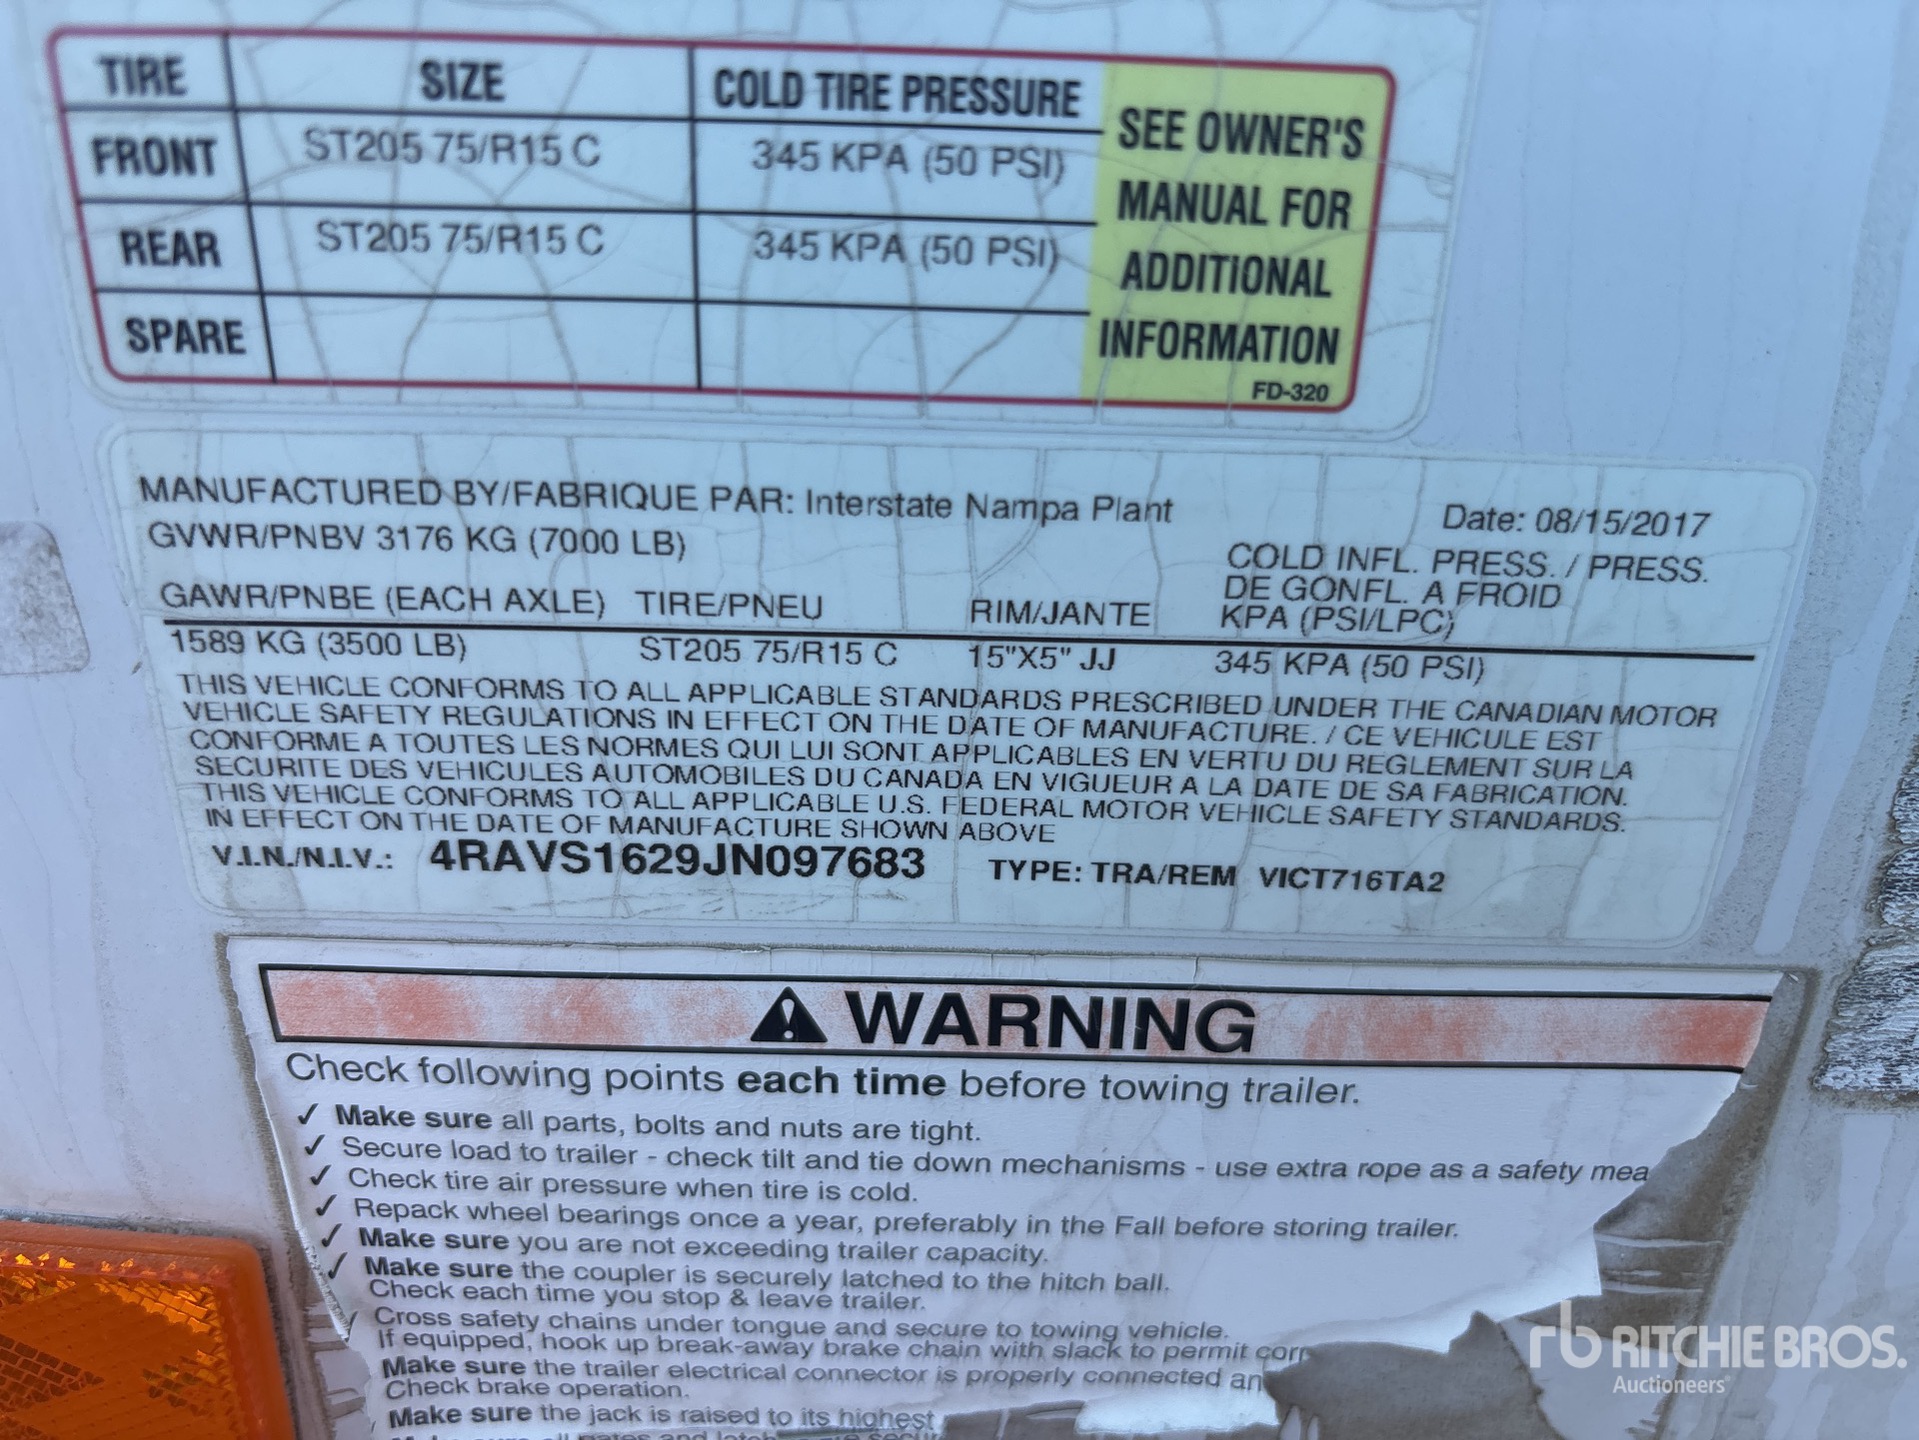 TIRE SIZE COLD TIRE PRESSURE SEE OWNER'S MANUAL FOR ADDITIONAL INFORMATION
FRONT ST205 75/R15 C 345 KPA (50 PSI)
REAR ST205 75/R15 C 345 KPA (50 PSI)
SPARE
FD-320
MANUFACTURED BY/FABRIQUE PAR: Interstate Nampa Plant Date: 08/15/2017
GVWR/PNBV 3176 KG (7000 LB)
COLD INFL. PRESS. / PRESS.
DE GONFL. A FROID
GAWR/PNBE (EACH AXLE) TIRE/PNEU RIM/JANTE KPA (PSI/LPC)
1589 KG (3500 LB) ST205 75/R15 C 15"X5" JJ 345 KPA (50 PSI)
THIS VEHICLE CONFORMS TO ALL APPLICABLE STANDARDS PRESCRIBED UNDER THE CANADIAN MOTOR
VEHICLE SAFETY REGULATIONS IN EFFECT ON THE DATE OF MANUFACTURE. / CE VEHICULE EST
CONFORME A TOUTES LES NORMES QUI LUI SONT APPLICABLES EN VERTU DU REGLEMENT SUR LA
SECURITE DES VEHICULES AUTOMOBILES DU CANADA EN VIGUEUR A LA DATE DE SA FABRICATION.
THIS VEHICLE CONFORMS TO ALL APPLICABLE U.S. FEDERAL MOTOR VEHICLE SAFETY STANDARDS.
IN EFFECT ON THE DATE OF MANUFACTURE SHOWN ABOVE
V.I.N./N.I.V.: 4RAVS1629JN097683 TYPE: TRA/REM VICT716TA2
WARNING
Check following points each time before towing trailer.
✓ Make sure all parts, bolts and nuts are tight.
✓ Secure load to trailer - check tilt and tie down mechanisms - use extra rope as a safety mea
✓ Check tire air pressure when tire is cold.
✓ Repack wheel bearings once a year, preferably in the Fall before storing trailer.
✓ Make sure you are not exceeding trailer capacity.
✓ Make sure the coupler is securely latched to the hitch ball.
Check each time you stop & leave trailer.
✓ Cross safety chains under tongue and secure to towing vehicle.
If equipped, hook up break-away brake chain with slack to permit corn
Make sure the trailer electrical connector is properly connected an
Check brake operation.
Make sure the jack is raised to its highest
rb RITCHIE BROS.
Auctioneers